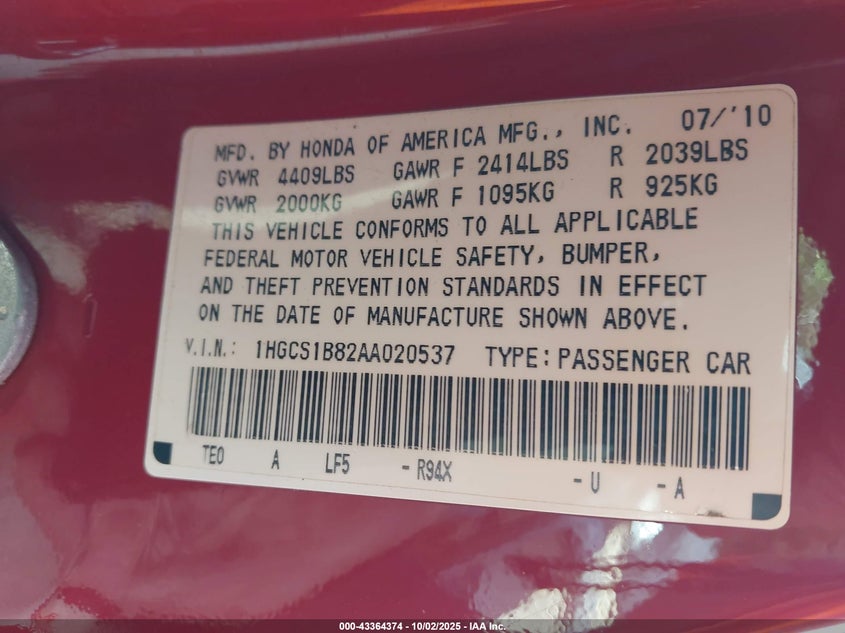 MFD. BY HONDA OF AMERICA MFG., INC. 07/'10
GVWR 4409LBS GAWR F 2414LBS R 2039LBS
GVWR 2000KG GAWR F 1095KG R 925KG
THIS VEHICLE CONFORMS TO ALL APPLICABLE
FEDERAL MOTOR VEHICLE SAFETY, BUMPER,
AND THEFT PREVENTION STANDARDS IN EFFECT
ON THE DATE OF MANUFACTURE SHOWN ABOVE.
V.I.N.: 1HGCS1B82AA020537 TYPE:PASSENGER CAR
TE0 A LF5 -R94X -U -A
000-43364374 - 10/02/2025 - IAA Inc.